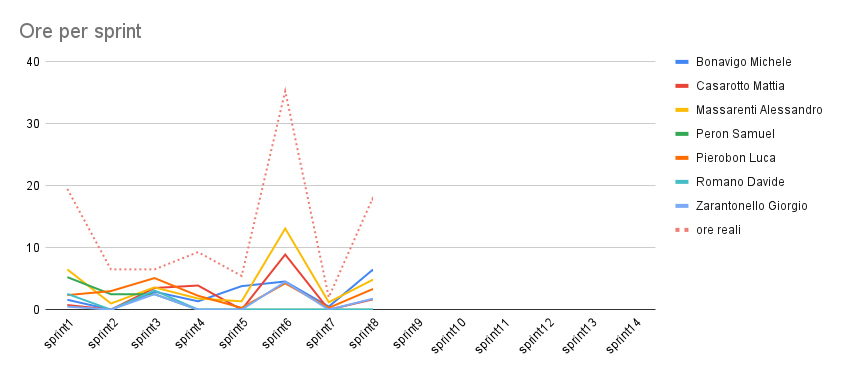 Ore per sprint
40
30
20
10
0
sprint1
sprint2
sprint3
sprint4
sprint5
sprint6
sprint7
sprint8
sprint9
sprint10
sprint11
sprint12
sprint13
sprint14
Bonavigo Michele
Casarotto Mattia
Massarenti Alessandro
Peron Samuel
Pierobon Luca
Romano Davide
Zarantonello Giorgio
ore reali